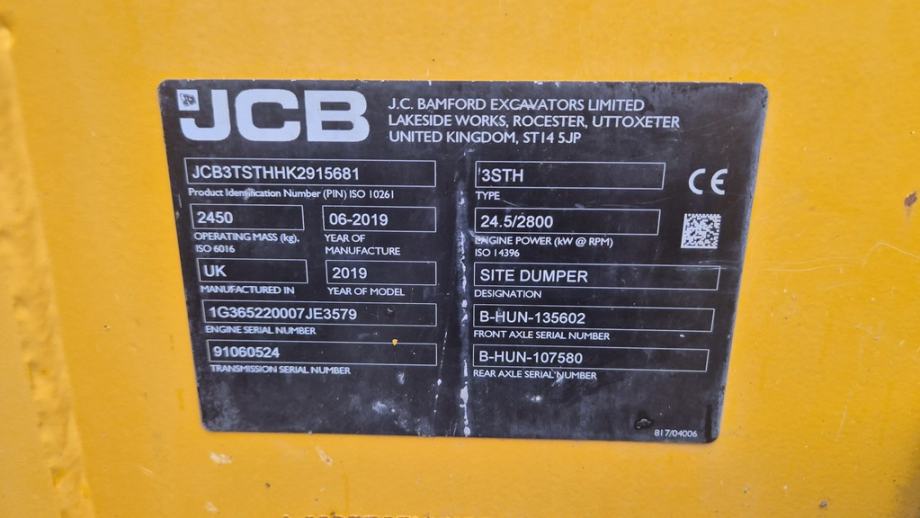 JCB
J.C. BAMFORD EXCAVATORS LIMITED
LAKESIDE WORKS, ROCESTER, UTTOXETER
UNITED KINGDOM, ST14 5JP
JCB3TSTHHK2915681
Product Identification Number (PIN) ISO 10261
3STH
TYPE
CE
2450
OPERATING MASS (kg).
ISO 6016
06-2019
YEAR OF
MANUFACTURE
24.5/2800
ENGINE POWER (kW @ RPM)
ISO 14396
UK
MANUFACTURED IN
2019
YEAR OF MODEL
SITE DUMPER
DESIGNATION
1G365220007JE3579
ENGINE SERIAL NUMBER
B-HUN-135602
FRONT AXLE SERIAL NUMBER
91060524
TRANSMISSION SERIAL NUMBER
B-HUN-107580
REAR AXLE SERIAL NUMBER
817/04006